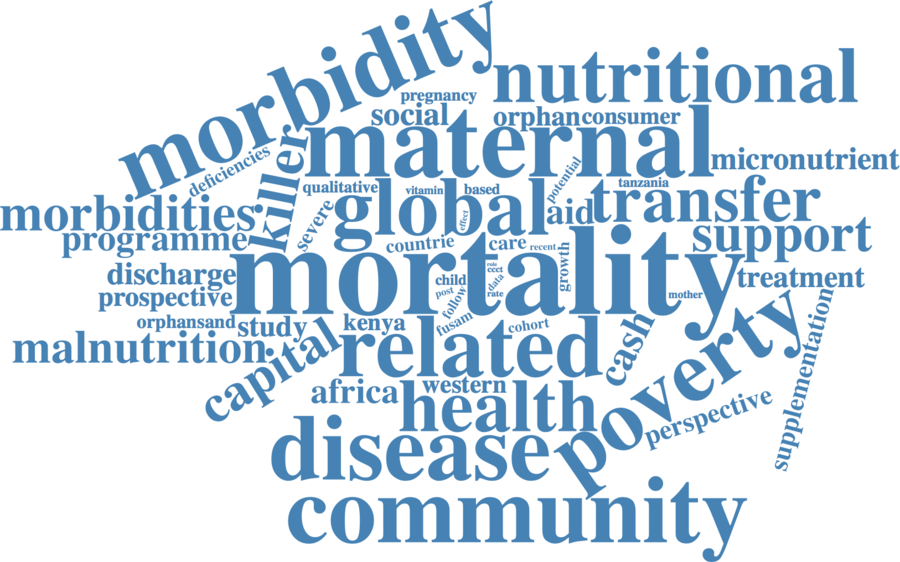 morbidity
nutritional
pregnancy
social
orphan
consumer
maternal
micronutrient
deficiencies
killer
qualitative
vitamin
based
potential
tanzania
morbidities
severe
global
effect
aid
transfer
programme
countrie
care
recent
growth
support
discharge
mortality
role
ccct
child
data
treatment
prospective
post
rate
mother
follow
orphansand
study
kenya
fusam
cohort
cash
supplementation
malnutrition
capital
related
poverty
africa
western
health
perspective
disease
community